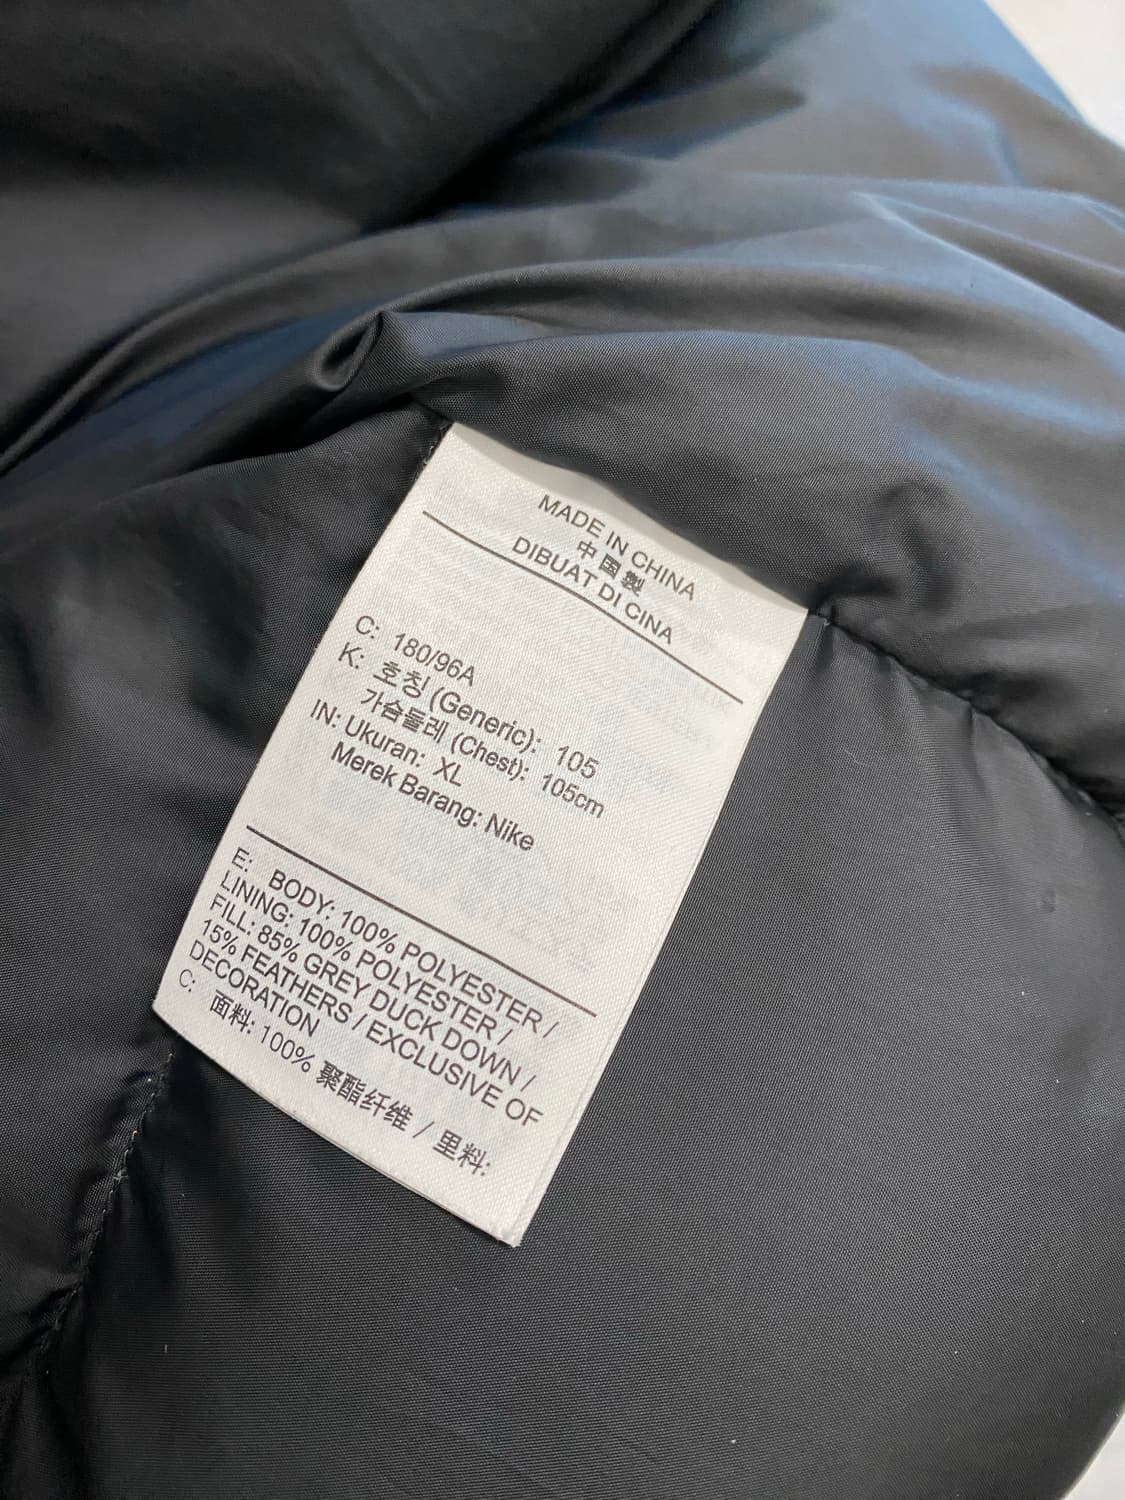 MADE IN CHINA
中国製
DIBUAT DI CINA
C: 180/96A
K: 호칭 (Generic): 105
가슴둘레 (Chest): 105cm
IN: Ukuran: XL
Merek Barang: Nike
E: BODY: 100% POLYESTER /
LINING: 100% POLYESTER /
FILL: 85% GREY DUCK DOWN /
15% FEATHERS / EXCLUSIVE OF
DECORATION
C: 面料: 100% 聚酯纤维 / 里料: